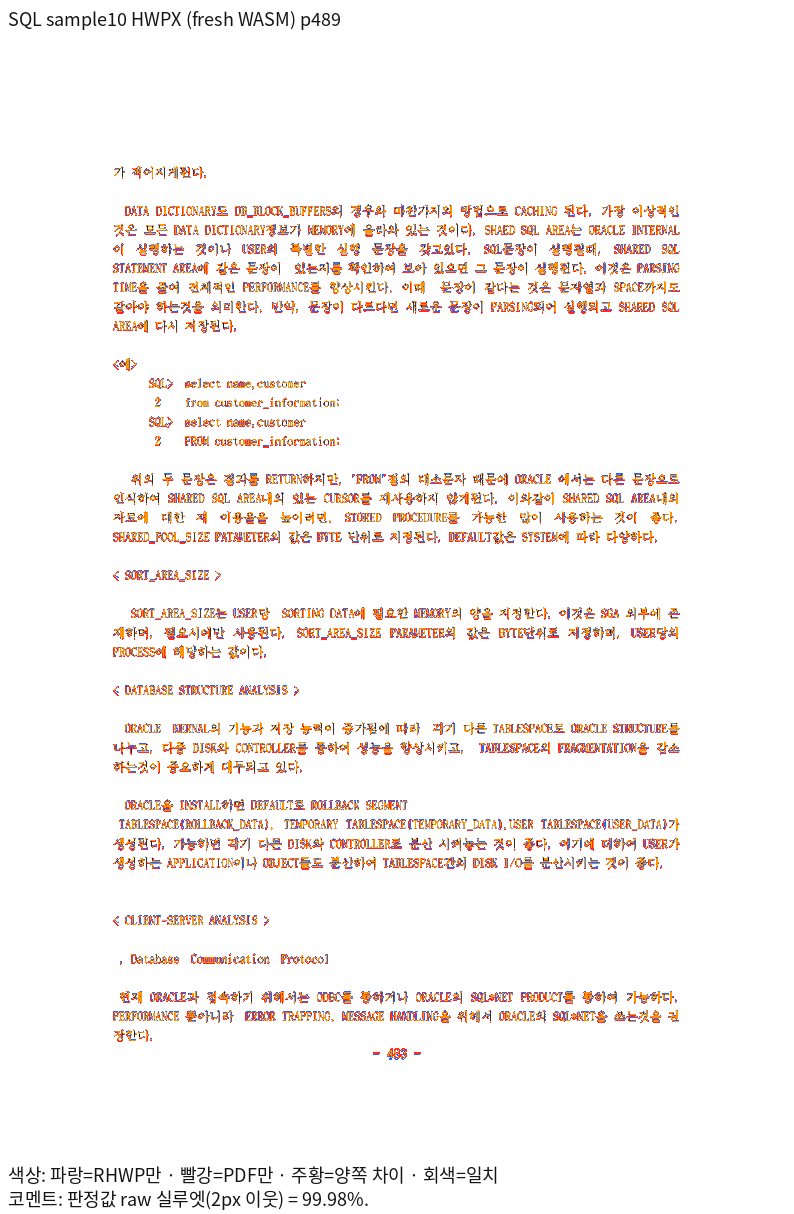 SQL sample10 HWPX (fresh WASM) p489
가 적어지게된다.
DATA DICTIONARY도 DB_BLOCK_BUFFERS의 경우와 마찬가지의 방법으로 CACHING 된다. 가장 이상적인
것은 모든 DATA DICTIONARY정보가 MEMORY에 올라와 있는 것이다. SHAED SQL AREA는 ORACLE INTERNAL
이 실행하는 것이나 USER의 특별한 실행 문장을 갖고있다. SQL문장이 실행될때, SHARED SQL
STATEMENT AREA에 같은 문장이 있는지를 확인하여 보아 있으면 그 문장이 실행된다. 이것은 PARSING
TIME을 줄여 전체적인 PERFORMANCE를 향상시킨다. 이때 문장이 같다는 것은 문자열과 SPACE까지도
같아야 하는것을 의미한다. 만약, 문장이 다르다면 새로운 문장이 PARSING되어 실행되고 SHARED SQL
AREA에 다시 저장된다.
<예>
SQL> select name,customer
2 from customer_information;
SQL> select name,customer
2 FROM customer_information;
위의 두 문장은 결과를 RETURN하지만, "FROM"절의 대소문자 때문에 ORACLE 에서는 다른 문장으로
인식하여 SHARED SQL AREA내의 있는 CURSOR를 재사용하지 않게된다. 이와같이 SHARED SQL AREA내의
자료에 대한 재 이용율을 높이려면, STORED PROCEDURE를 가능한 많이 사용하는 것이 좋다.
SHARED_POOL_SIZE PATAMETER의 값은 BYTE 단위로 지정된다. DEFAULT값은 SYSTEM에 따라 다양하다.
< SORT_AREA_SIZE >
SORT_AREA_SIZE는 USER당 SORTING DATA에 필요한 MEMORY의 양을 지정한다. 이것은 SGA 외부에 존
재하며, 필요시에만 사용된다. SORT_AREA_SIZE PARAMETER의 값은 BYTE단위로 지정하며, USER당의
PROCESS에 해당하는 값이다.
< DATABASE STRUCTURE ANALYSIS >
ORACLE KERNAL의 기능과 저장 능력이 증가됨에 따라 각기 다른 TABLESPACE로 ORACLE STRUCTURE를
나누고, 다중 DISK와 CONTROLLER를 통하여 성능을 향상시키고, TABLESPACE의 FRAGMENTATION을 감소
하는것이 중요하게 대두되고 있다.
ORACLE을 INSTALL하면 DEFAULT로 ROLLBACK SEGMENT
TABLESPACE(ROLLBACK_DATA), TEMPORARY TABLESPACE(TEMPORARY_DATA),USER TABLESPACE(USER_DATA)가
생성된다. 가능하면 각기 다른 DISK와 CONTROLLER로 분산 시켜놓는 것이 좋다. 여기에 더하여 USER가
생성하는 APPLICATION이나 OBJECT들도 분산하여 TABLESPACE간의 DISK I/O를 분산시키는 것이 좋다.
< CLIENT-SERVER ANALYSIS >
. Database Communication Protocol
현재 ORACLE과 접속하기 위해서는 ODBC를 통하거나 ORACLE의 SQL*NET PRODUCT를 통하여 가능하다.
PERFORMANCE 뿐아니라 ERROR TRAPPING, MESSAGE HANDLING을 위해서 ORACLE의 SQL*NET을 쓰는것을 권
장한다.
- 483 -
색상: 파랑=RHWP만 · 빨강=PDF만 · 주황=양쪽 차이 · 회색=일치
코멘트: 판정값 raw 실루엣(2px 이웃) = 99.98%.